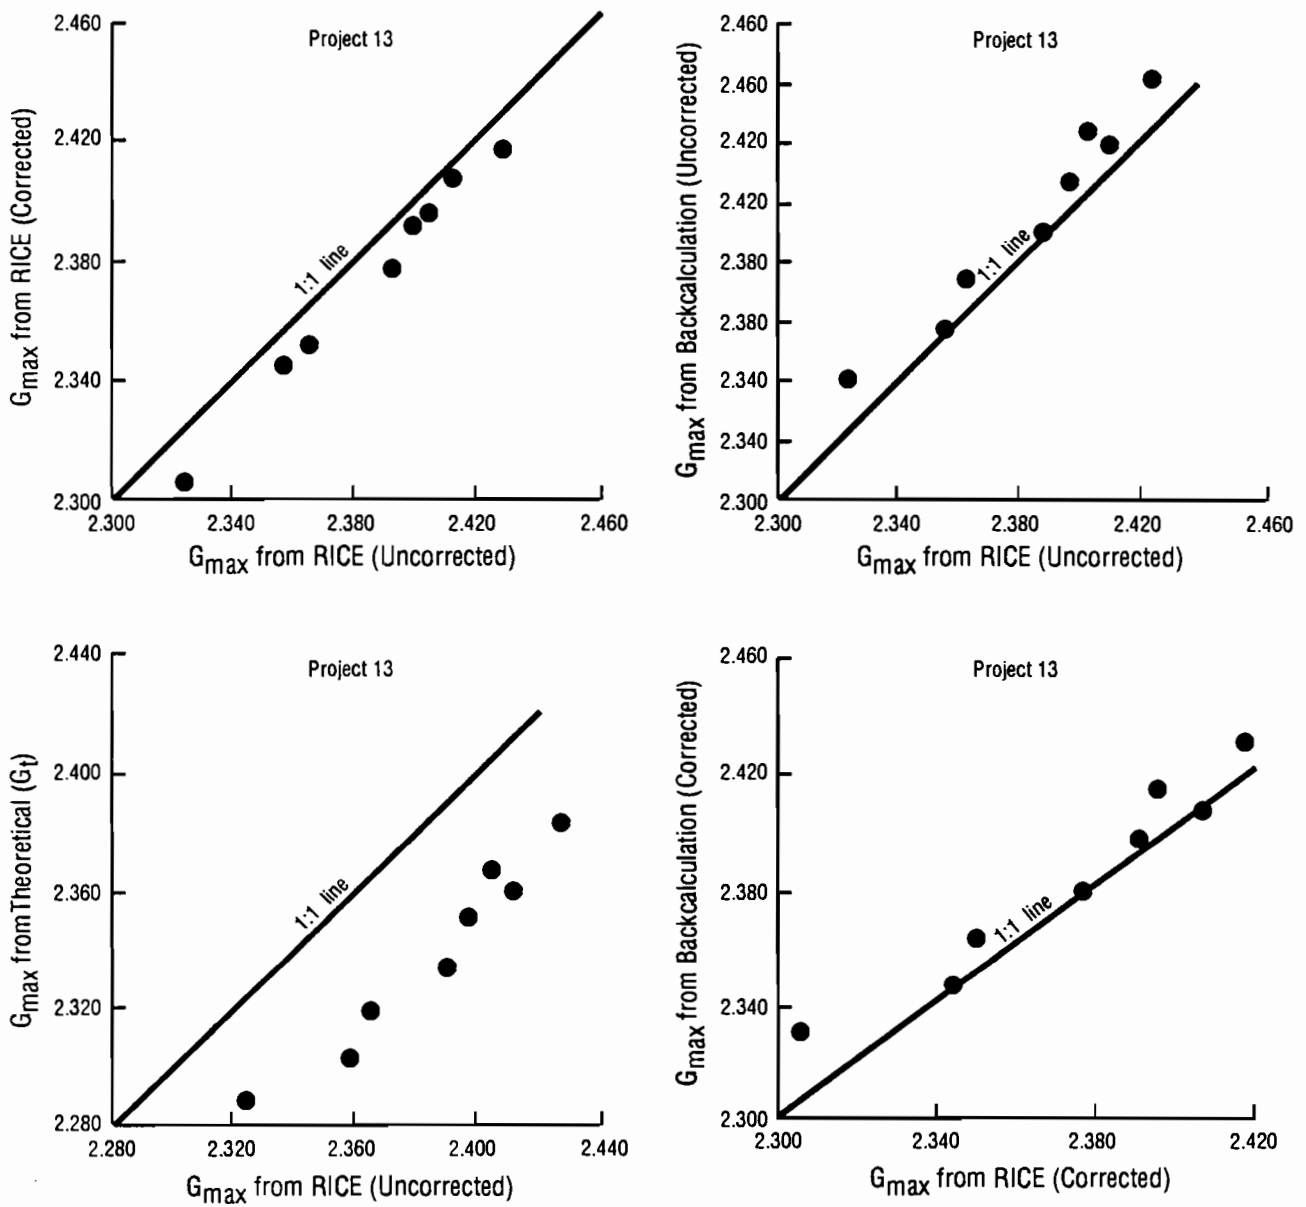 Project 13
2.460
2.420
2.380
2.340
2.300
Gmax from RICE (Corrected)
1:1 line
2.300 2.340 2.380 2.420 2.460
Gmax from RICE (Uncorrected)
Project 13
2.460
2.460
2.420
2.420
2.380
2.380
2.340
2.340
2.300
Gmax from Backcalculation (Uncorrected)
1:1 line
2.300 2.340 2.380 2.420 2.460
Gmax from RICE (Uncorrected)
Project 13
2.440
2.400
2.360
2.320
2.280
Gmax fromTheoretical (Gt)
1:1 line
2.280 2.320 2.360 2.400 2.440
Gmax from RICE (Uncorrected)
Project 13
2.460
2.420
2.380
2.340
2.300
Gmax from Backcalculation (Corrected)
1:1 line
2.300 2.340 2.380 2.420
Gmax from RICE (Corrected)